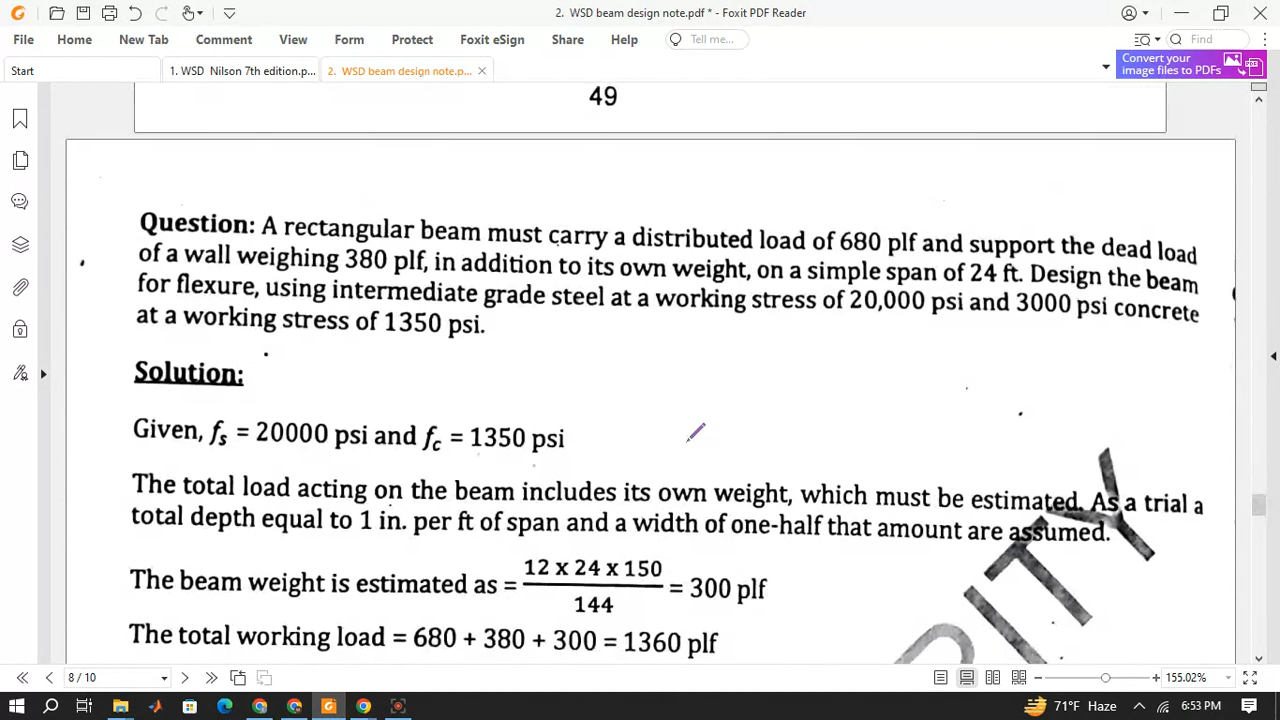 2. WSD beam design note.pdf * - Foxit PDF Reader
File Home New Tab Comment View Form Protect Foxit eSign Share Help Tell me... Find
Start 1. WSD Nilson 7th edition.p... 2. WSD beam design note.p... Convert your image files to PDFs
49
Question: A rectangular beam must carry a distributed load of 680 plf and support the dead load
of a wall weighing 380 plf, in addition to its own weight, on a simple span of 24 ft. Design the beam
for flexure, using intermediate grade steel at a working stress of 20,000 psi and 3000 psi concrete
at a working stress of 1350 psi.
Solution:
Given, fs = 20000 psi and fc = 1350 psi
The total load acting on the beam includes its own weight, which must be estimated. As a trial a
total depth equal to 1 in. per ft of span and a width of one-half that amount are assumed.
The beam weight is estimated as = 12 x 24 x 150 / 144 = 300 plf
The total working load = 680 + 380 + 300 = 1360 plf
8 / 10 155.02%
71°F Haze 6:53 PM